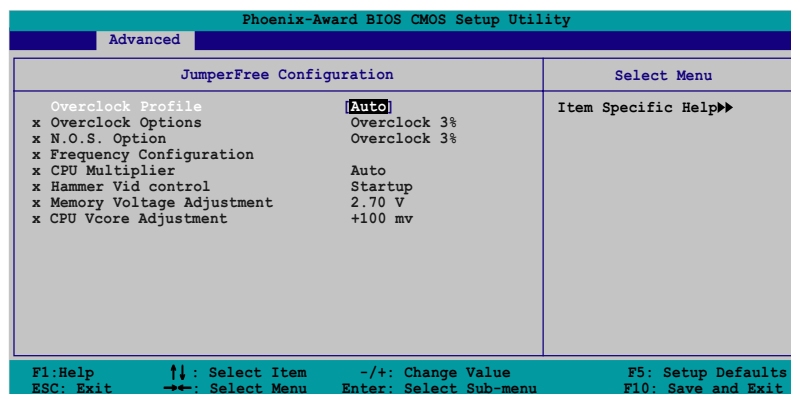 Phoenix-Award BIOS CMOS Setup Utility
Advanced
JumperFree Configuration
Select Menu
Overclock Profile [Auto]
Item Specific Help▶▶
x Overclock Options Overclock 3%
x N.O.S. Option Overclock 3%
x Frequency Configuration
x CPU Multiplier Auto
x Hammer Vid control Startup
x Memory Voltage Adjustment 2.70 V
x CPU Vcore Adjustment +100 mv
F1:Help ↑↓: Select Item -/+: Change Value F5: Setup Defaults
ESC: Exit →←: Select Menu Enter: Select Sub-menu F10: Save and Exit